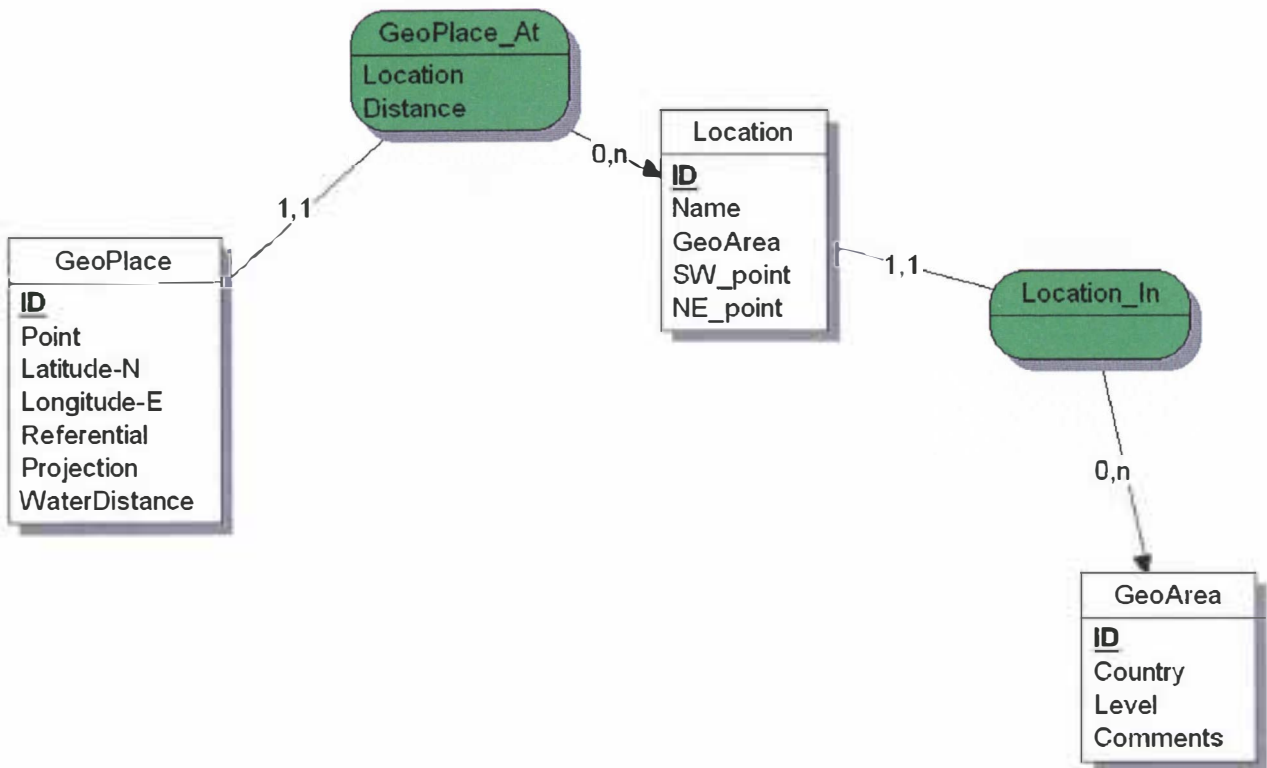 GeoPlace_At
Location
Distance
0,n
Location
ID
Name
GeoArea
SW_point
NE_point
1,1
GeoPlace
ID
Point
Latitude-N
Longitude-E
Referential
Projection
WaterDistance
1,1
Location_In
0,n
GeoArea
ID
Country
Level
Comments